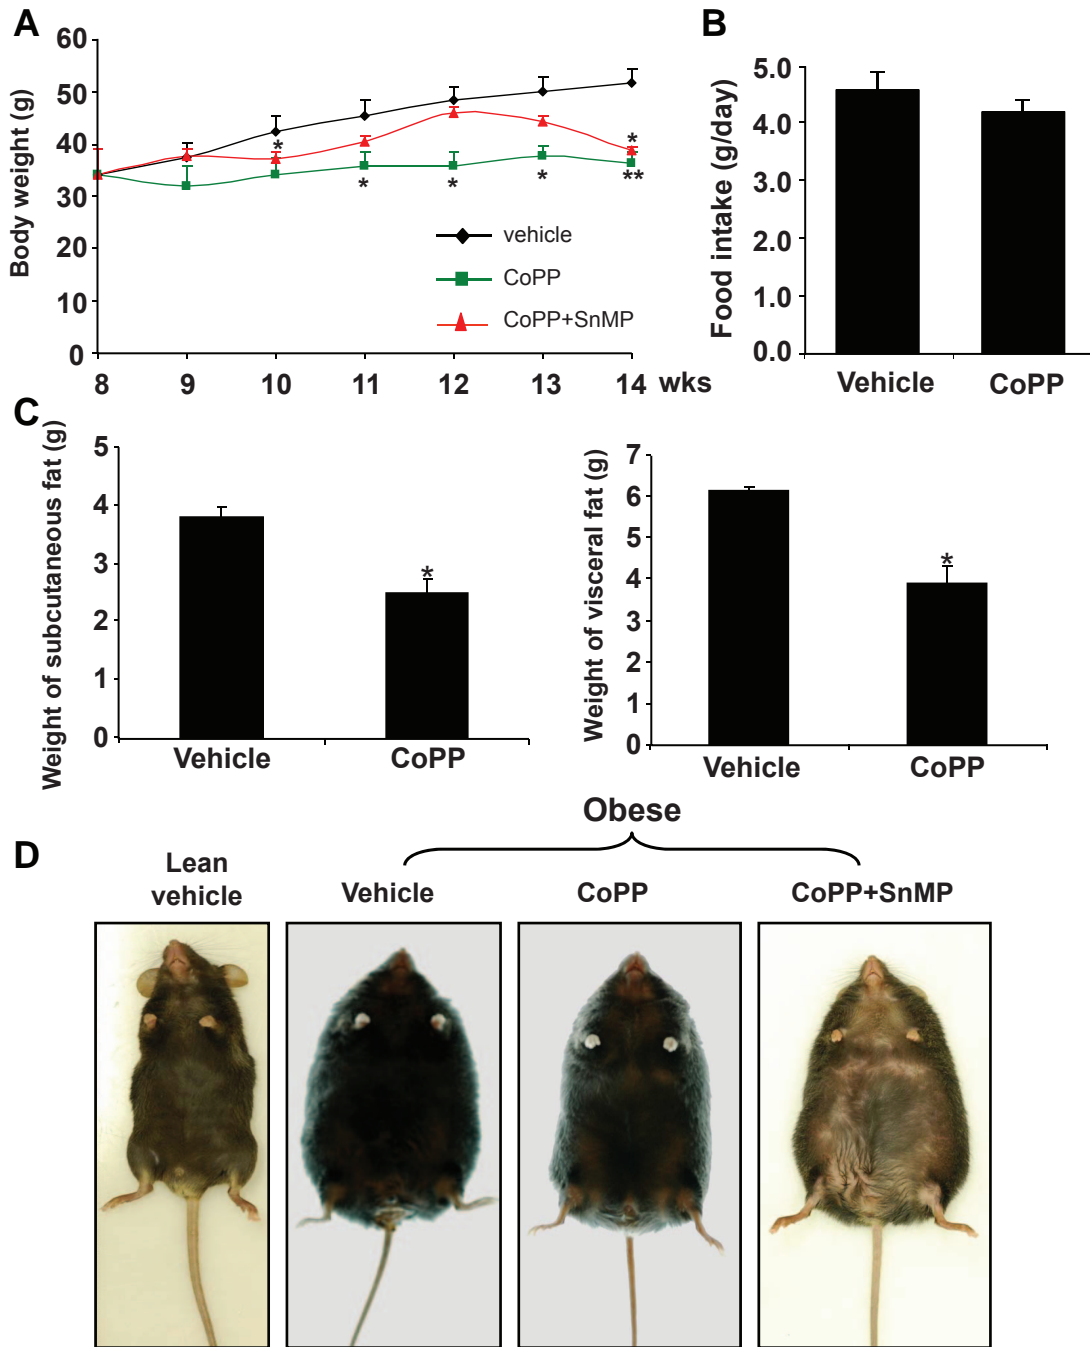 A
Body weight (g)
60
50
40
30
20
10
0
*
*
*
*
*
**
vehicle
CoPP
CoPP+SnMP
8 9 10 11 12 13 14 wks
B
Food intake (g/day)
5.0
4.0
3.0
2.0
1.0
0.0
Vehicle CoPP
C
Weight of subcutaneous fat (g)
5
4
3
2
1
0
*
Vehicle CoPP
Weight of visceral fat (g)
7
6
5
4
3
2
1
0
*
Vehicle CoPP
D
Obese
Lean
vehicle
Vehicle
CoPP
CoPP+SnMP